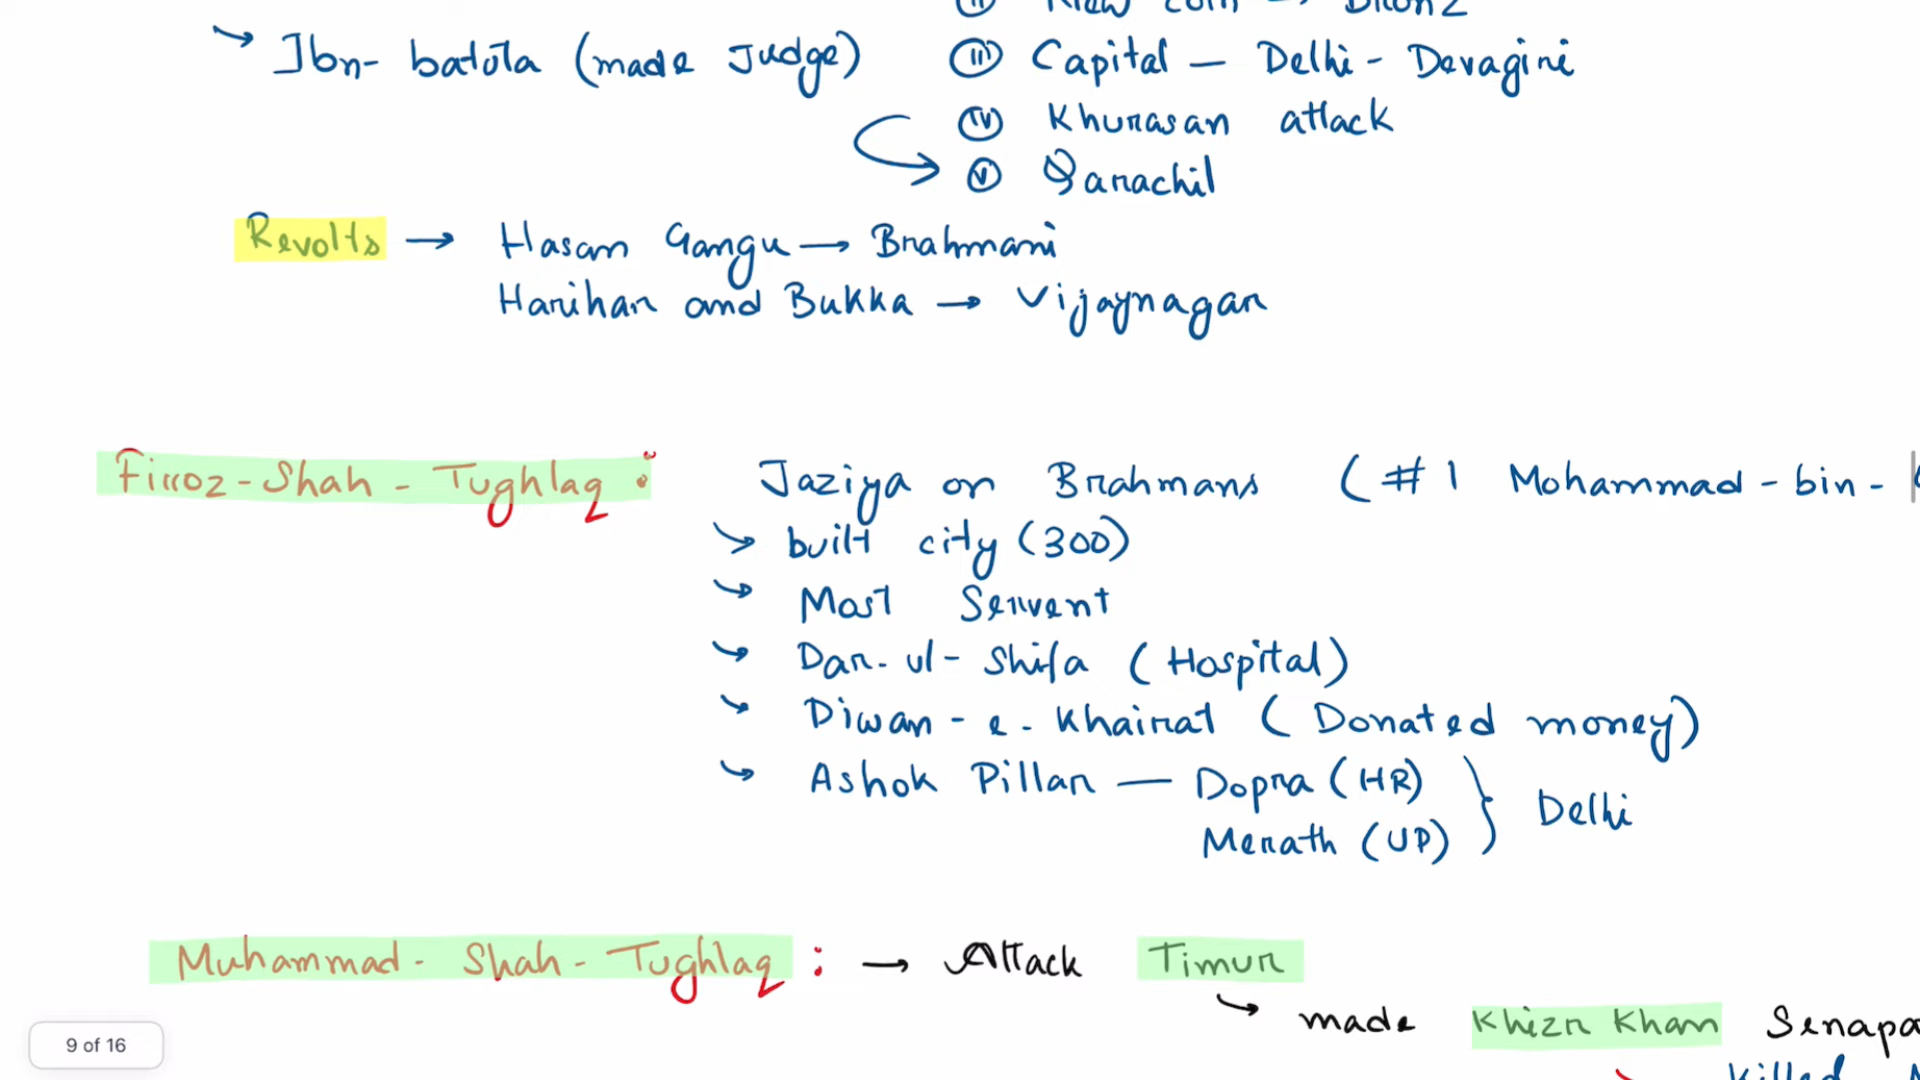 Ibn- batūta (made Judge)
(iii) Capital — Delhi - Devagiri
(iv) Khurasan attack
(v) Qarachil
Revolts → Hasan Gangu → Brahmani
Harihar and Bukka → Vijaynagar
Firoz - Shah - Tughlaq : Jaziya on Brahmans ( # 1 Mohammad - bin -
built city (300)
Most Servent
Dar- ul - Shifa ( Hospital)
Diwan - e - Khairat ( Donated money)
Ashok Pillar — Dopra (HR)
Merath (UP) } Delhi
Muhammad - Shah - Tughlaq : → Attack Timur
made Khizr Khan
killed
9 of 16